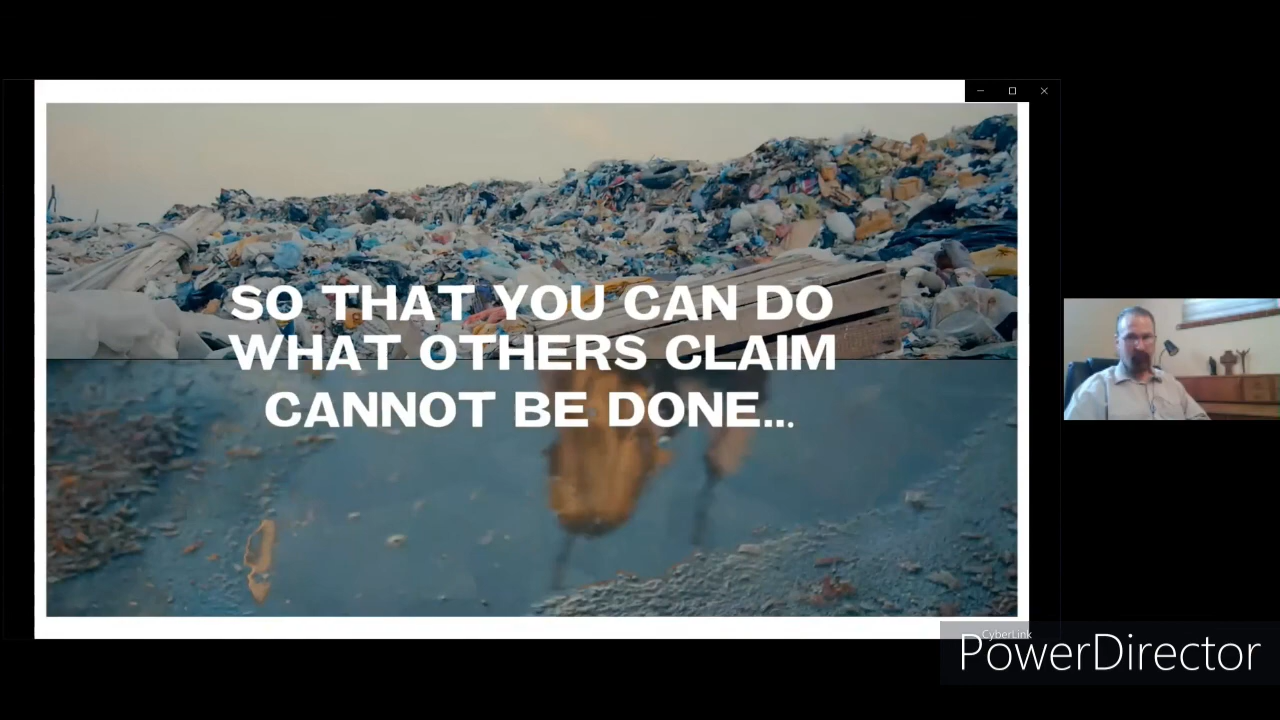 SO THAT YOU CAN DO
WHAT OTHERS CLAIM
CANNOT BE DONE...
CyberLink
PowerDirector